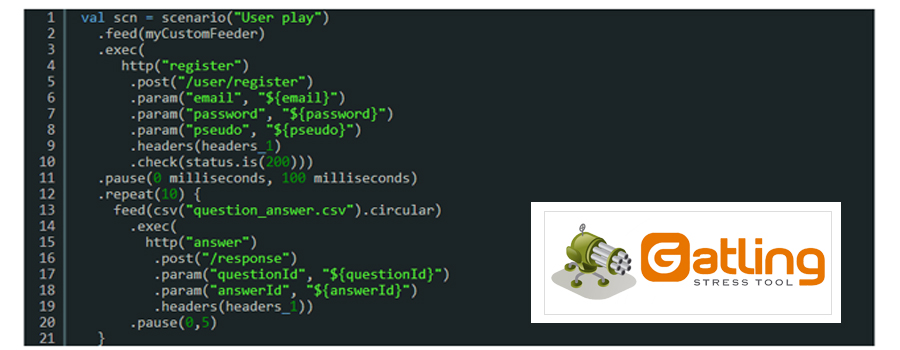 1 val scn = scenario("User play")
2 .feed(myCustomFeeder)
3 .exec(
4 http("register")
5 .post("/user/register")
6 .param("email", "${email}")
7 .param("password", "${password}")
8 .param("pseudo", "${pseudo}")
9 .headers(headers_1)
10 .check(status.is(200)))
11 .pause(0 milliseconds, 100 milliseconds)
12 .repeat(10) {
13 feed(csv("question_answer.csv").circular)
14 .exec(
15 http("answer")
16 .post("/response")
17 .param("questionId", "${questionId}")
18 .param("answerId", "${answerId}")
19 .headers(headers_1))
20 .pause(0,5)
21 }
Gatling
STRESS TOOL